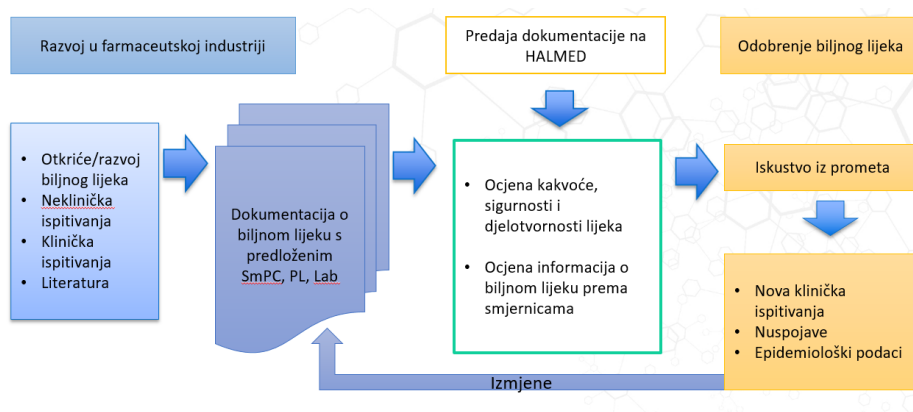 Razvoj u farmaceutskoj industriji
Predaja dokumentacije na
HALMED
Odobrenje biljnog lijeka
• Otkriće/razvoj
biljnog lijeka
• Neklinička
ispitivanja
• Klinička
ispitivanja
• Literatura
Dokumentacija o
biljnom lijeku s
predloženim
SmPC, PL, Lab
• Ocjena kakvoće,
sigurnosti i
djelotvornosti lijeka
• Ocjena informacija o
biljnom lijeku prema
smjernicama
Iskustvo iz prometa
• Nova klinička
ispitivanja
• Nuspojave
• Epidemiološki podaci
Izmjene